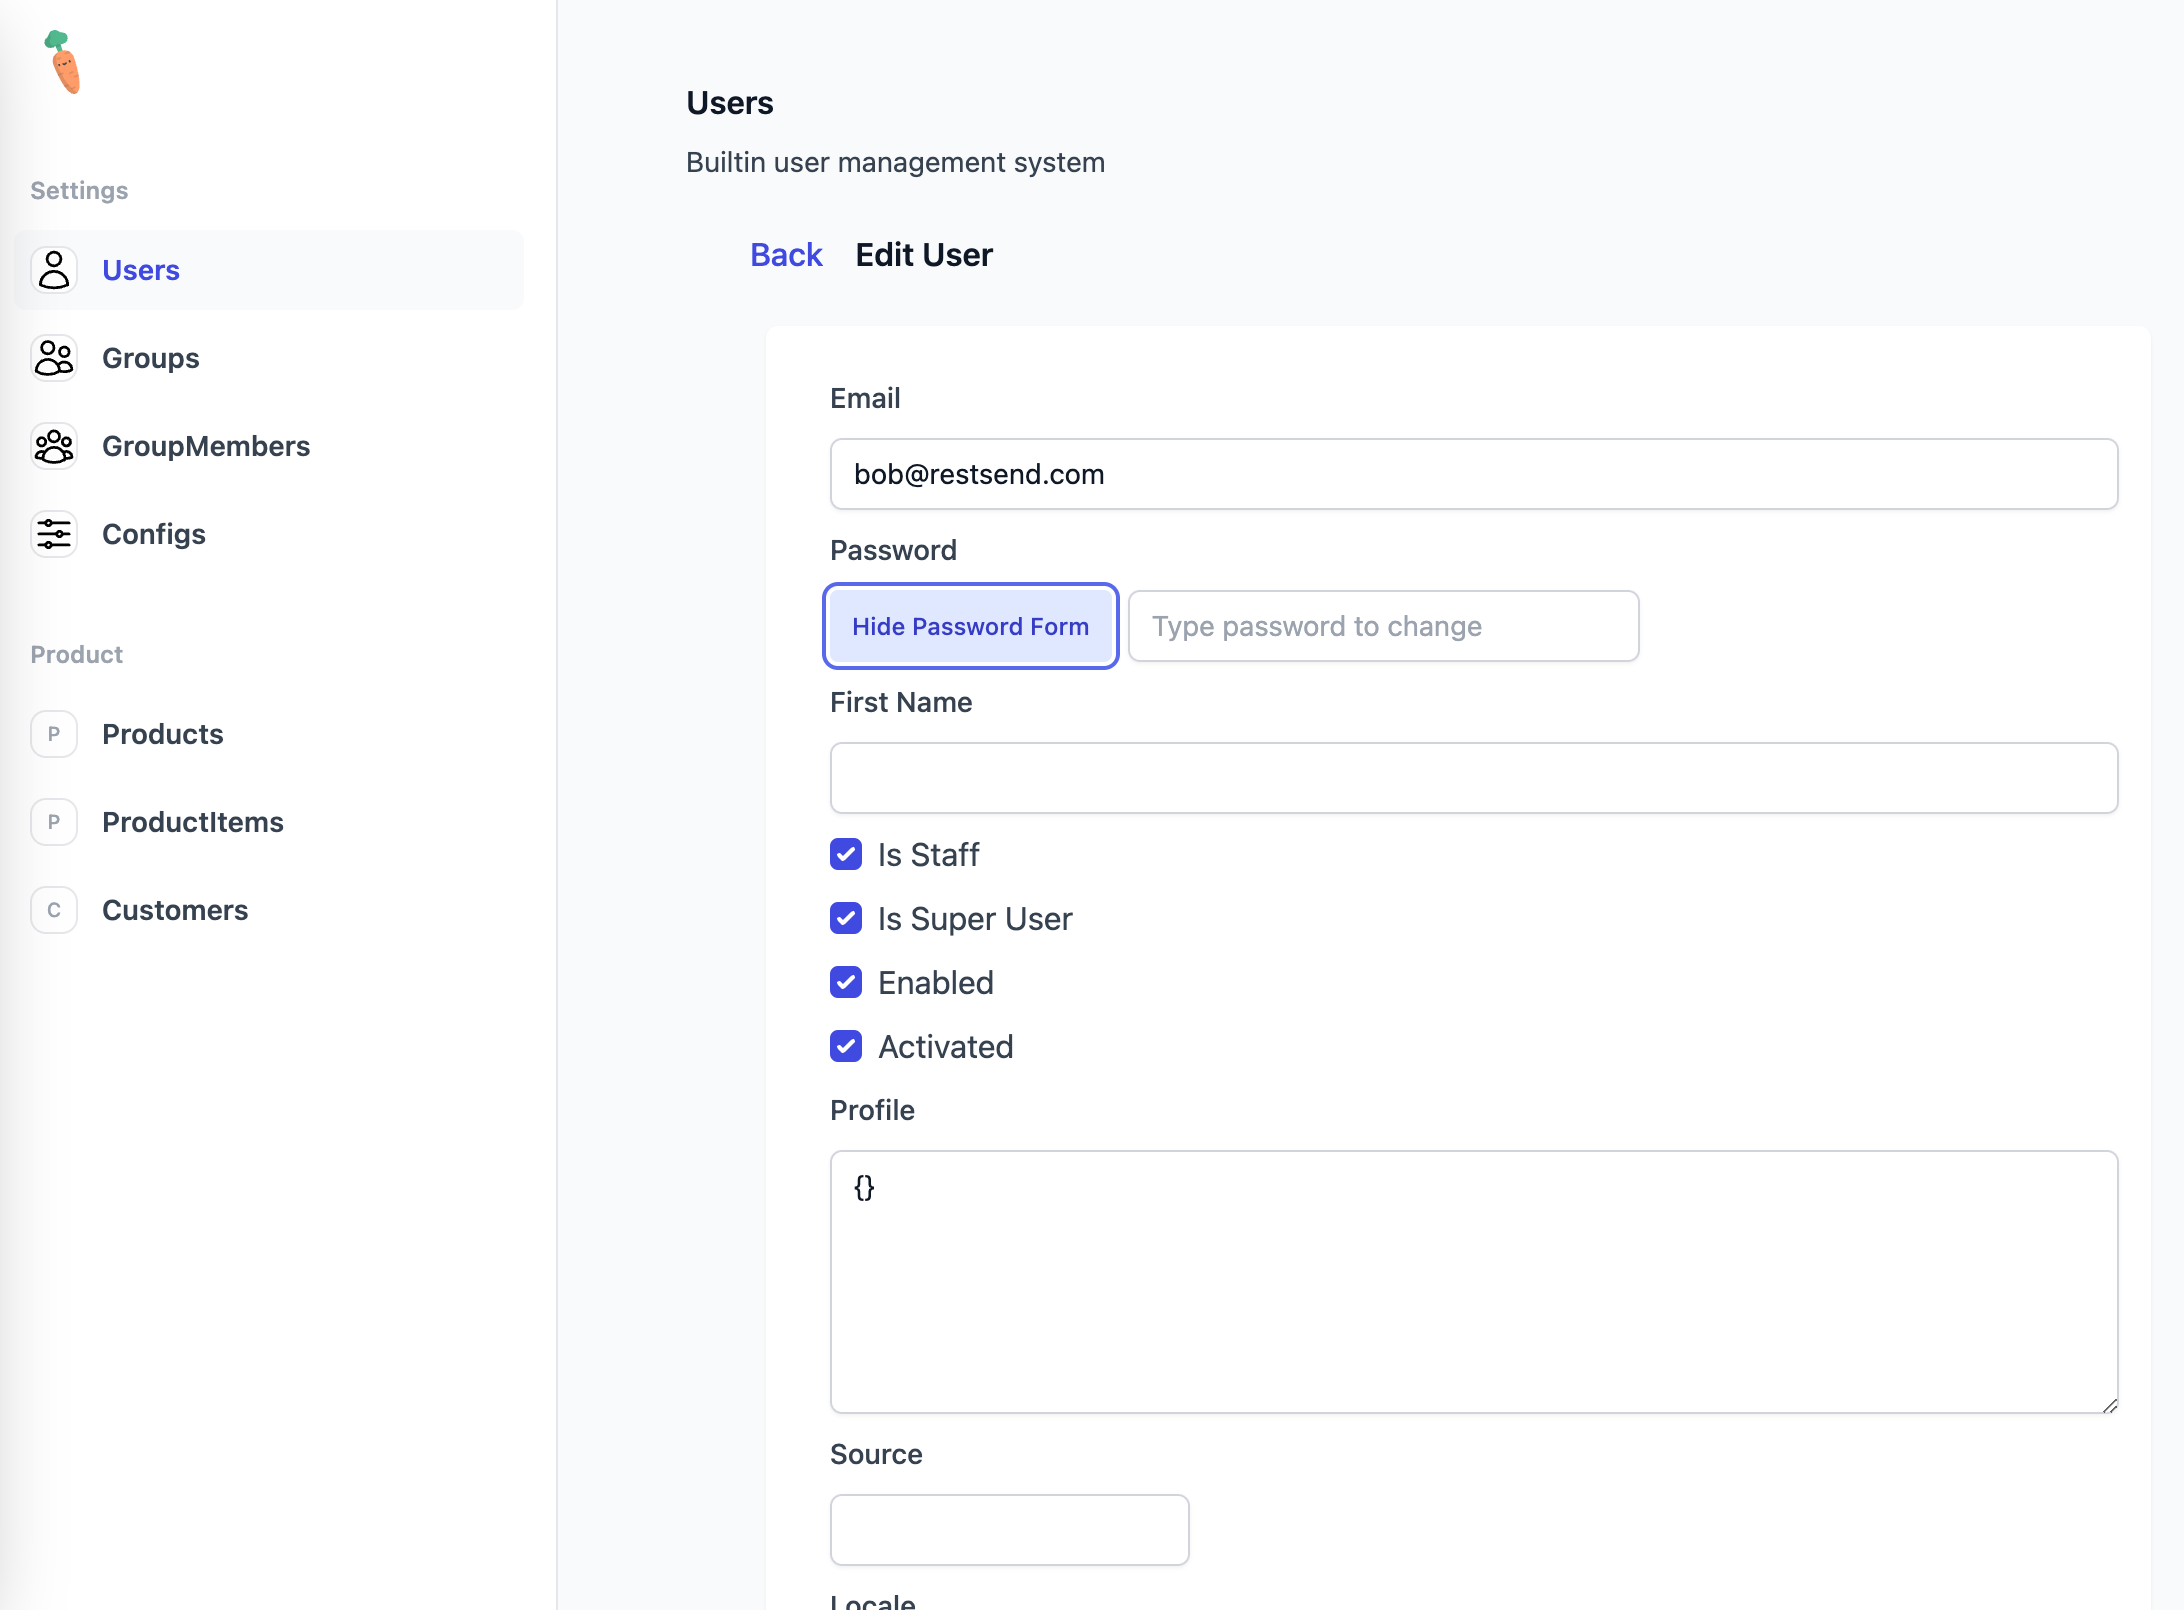 Settings
Users
Groups
GroupMembers
Configs
Product
P Products
P ProductItems
C Customers
Users
Builtin user management system
Back Edit User
Email
bob@restsend.com
Password
Hide Password Form Type password to change
First Name
Is Staff
Is Super User
Enabled
Activated
Profile
{}
Source
Locale